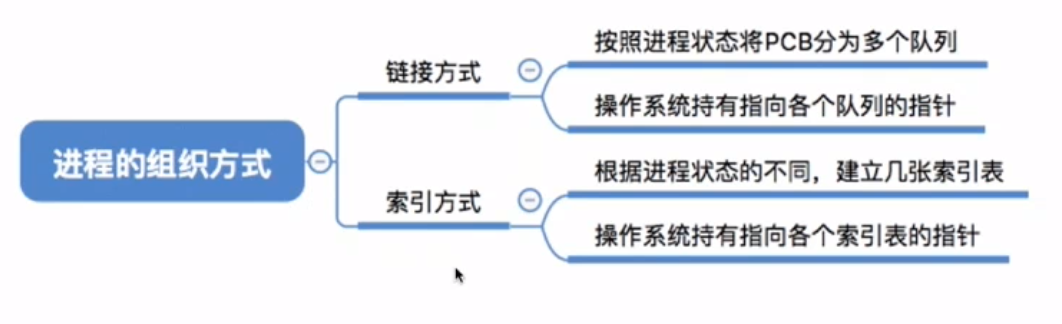 进程的组织方式
链接方式
按照进程状态将PCB分为多个队列
操作系统持有指向各个队列的指针
索引方式
根据进程状态的不同，建立几张索引表
操作系统持有指向各个索引表的指针